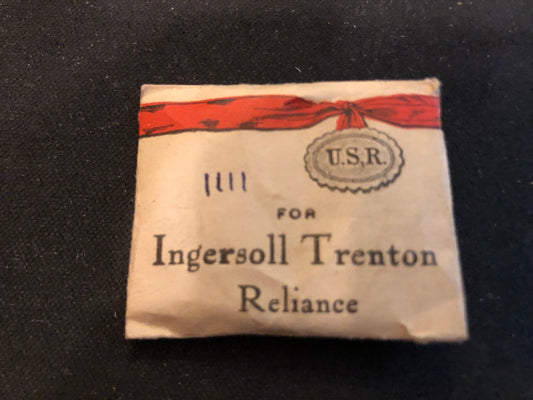 U.S,R.
1111
FOR
Ingersoll Trenton
Reliance